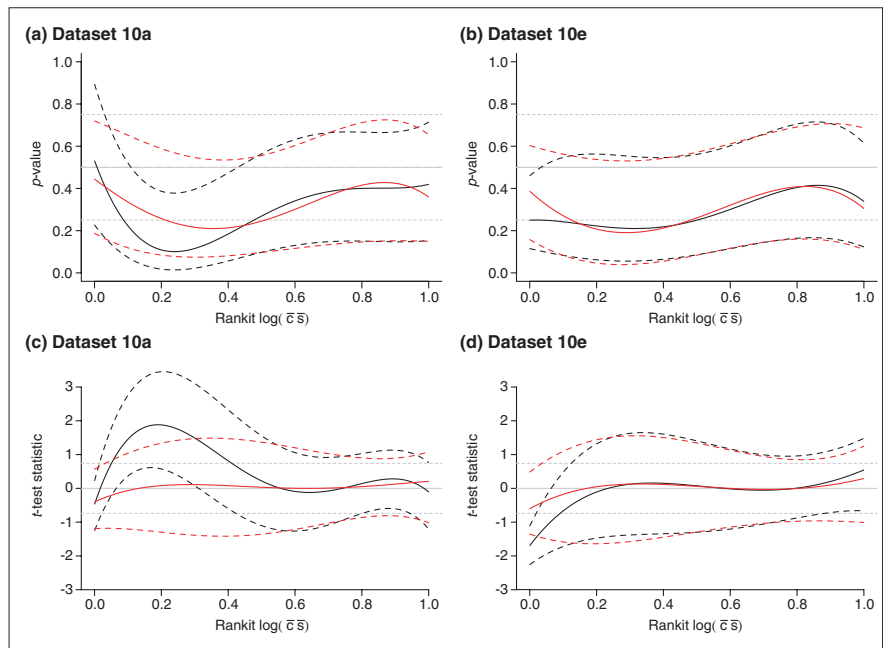 (a) Dataset 10a
1.0
0.8
0.6
0.4
0.2
0.0
p-value
0.0 0.2 0.4 0.6 0.8 1.0
Rankit log( c̅ s̅ )
(b) Dataset 10e
1.0
0.8
0.6
0.4
0.2
0.0
p-value
0.0 0.2 0.4 0.6 0.8 1.0
Rankit log( c̅ s̅ )
(c) Dataset 10a
3
2
1
0
-1
-2
-3
t-test statistic
0.0 0.2 0.4 0.6 0.8 1.0
Rankit log( c̅ s̅ )
(d) Dataset 10e
3
2
1
0
-1
-2
-3
t-test statistic
0.0 0.2 0.4 0.6 0.8 1.0
Rankit log( c̅ s̅ )